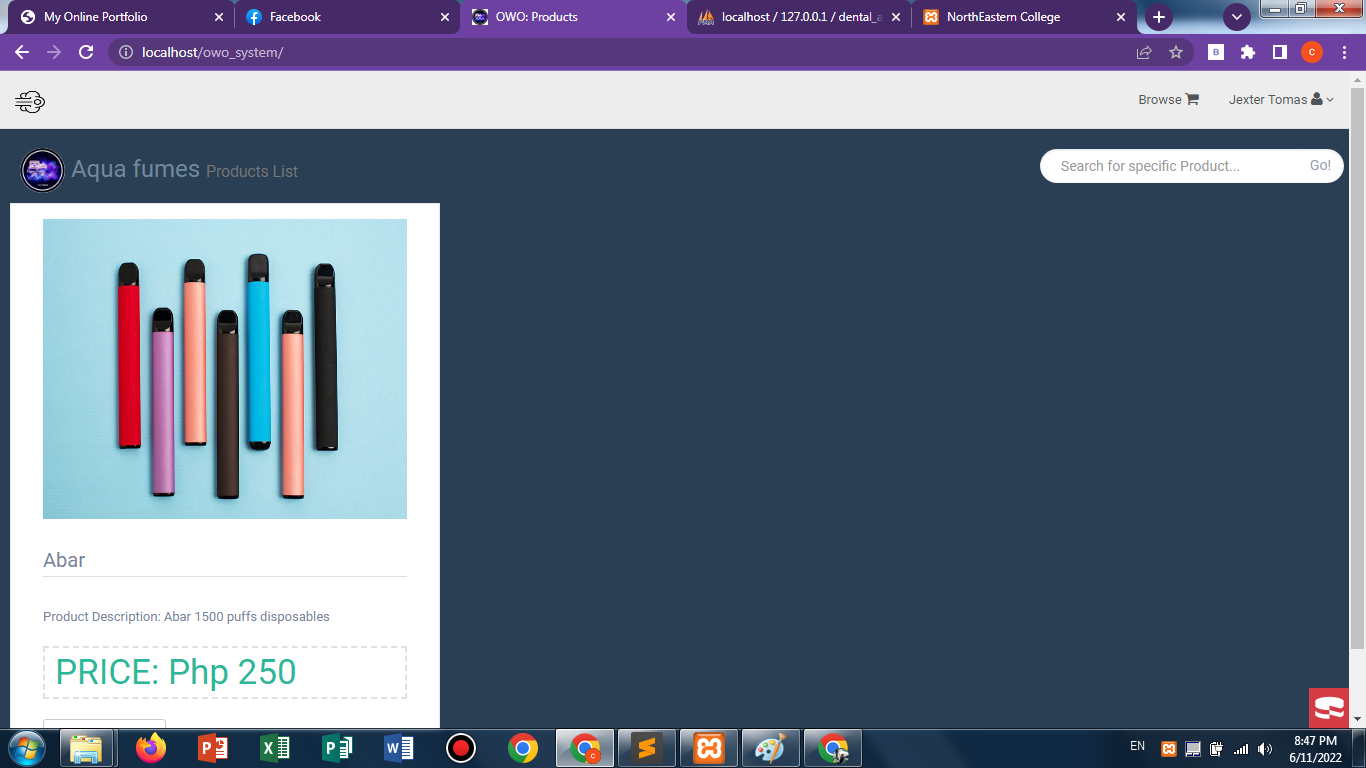 My Online Portfolio
Facebook
OWO: Products
localhost / 127.0.0.1 / dental_a
NorthEastern College
localhost/owo_system/
B
c
Browse
Jexter Tomas
Aqua fumes Products List
Search for specific Product...
Go!
Abar
Product Description: Abar 1500 puffs disposables
PRICE: Php 250
EN
8:47 PM
6/11/2022